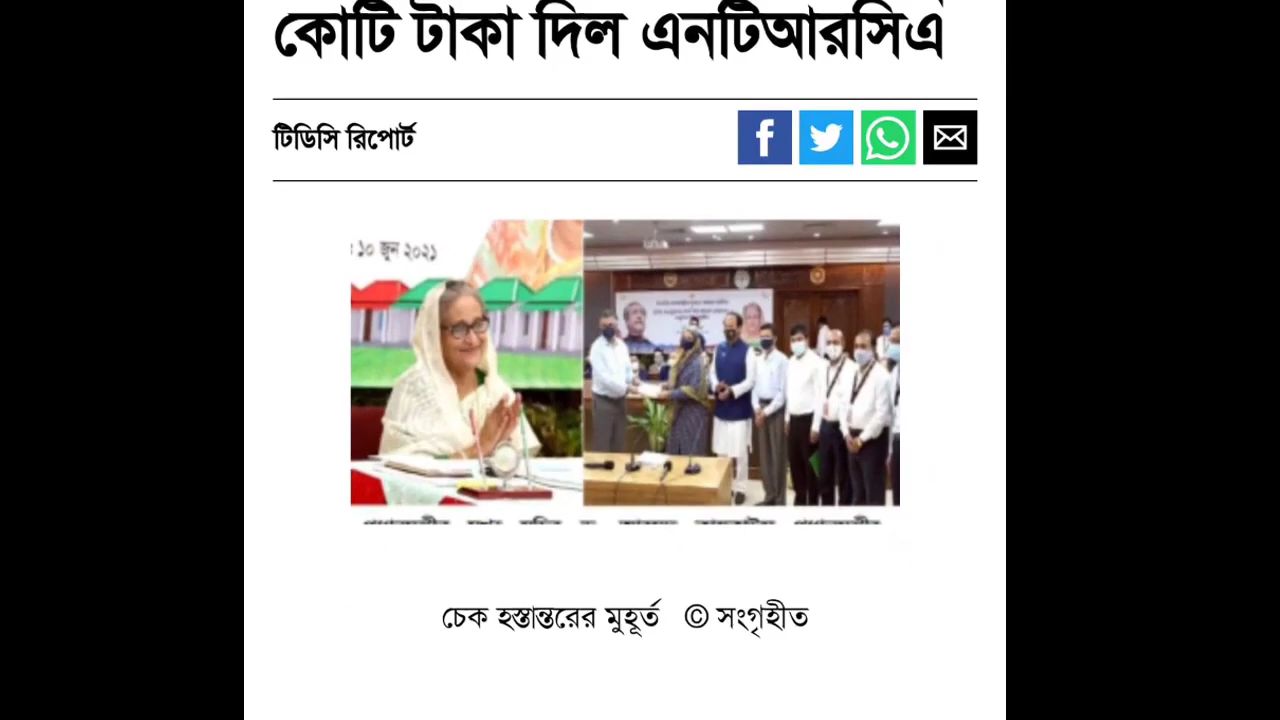 কোটি টাকা দিল এনটিআরসিএ
টিডিসি রিপোর্ট
১০ জুন ২০২১
চেক হস্তান্তরের মুহূর্ত © সংগৃহীত